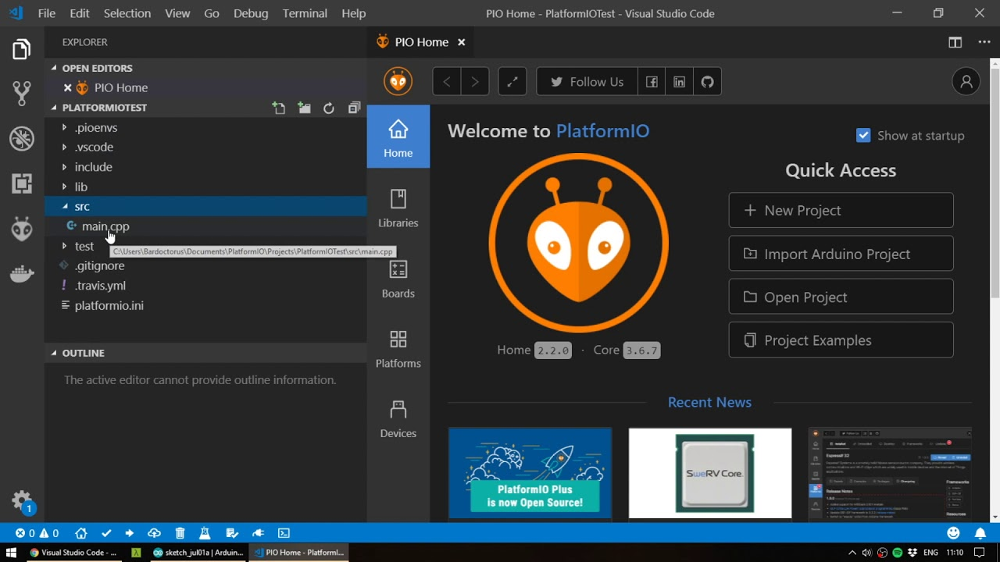 File Edit Selection View Go Debug Terminal Help
PIO Home - PlatformIOTest - Visual Studio Code
EXPLORER
OPEN EDITORS
PIO Home
PLATFORMIOTEST
.pioenvs
.vscode
include
lib
src
main.cpp
C:\Users\Bardoctorus\Documents\PlatformIO\Projects\PlatformIOTest\src\main.cpp
test
.gitignore
.travis.yml
platformio.ini
OUTLINE
The active editor cannot provide outline information.
PIO Home
Follow Us
Home
Libraries
Boards
Platforms
Devices
Welcome to PlatformIO
Show at startup
Home 2.2.0 · Core 3.6.7
Quick Access
New Project
Import Arduino Project
Open Project
Project Examples
Recent News
PlatformIO Plus
is now Open Source!
SweRV Core.
Espressif 32
Release Notes
Frameworks
Resources
1
0 0
Visual Studio Code - ...
sketch_jul01a | Arduin...
PIO Home - PlatformI...
ENG
11:10